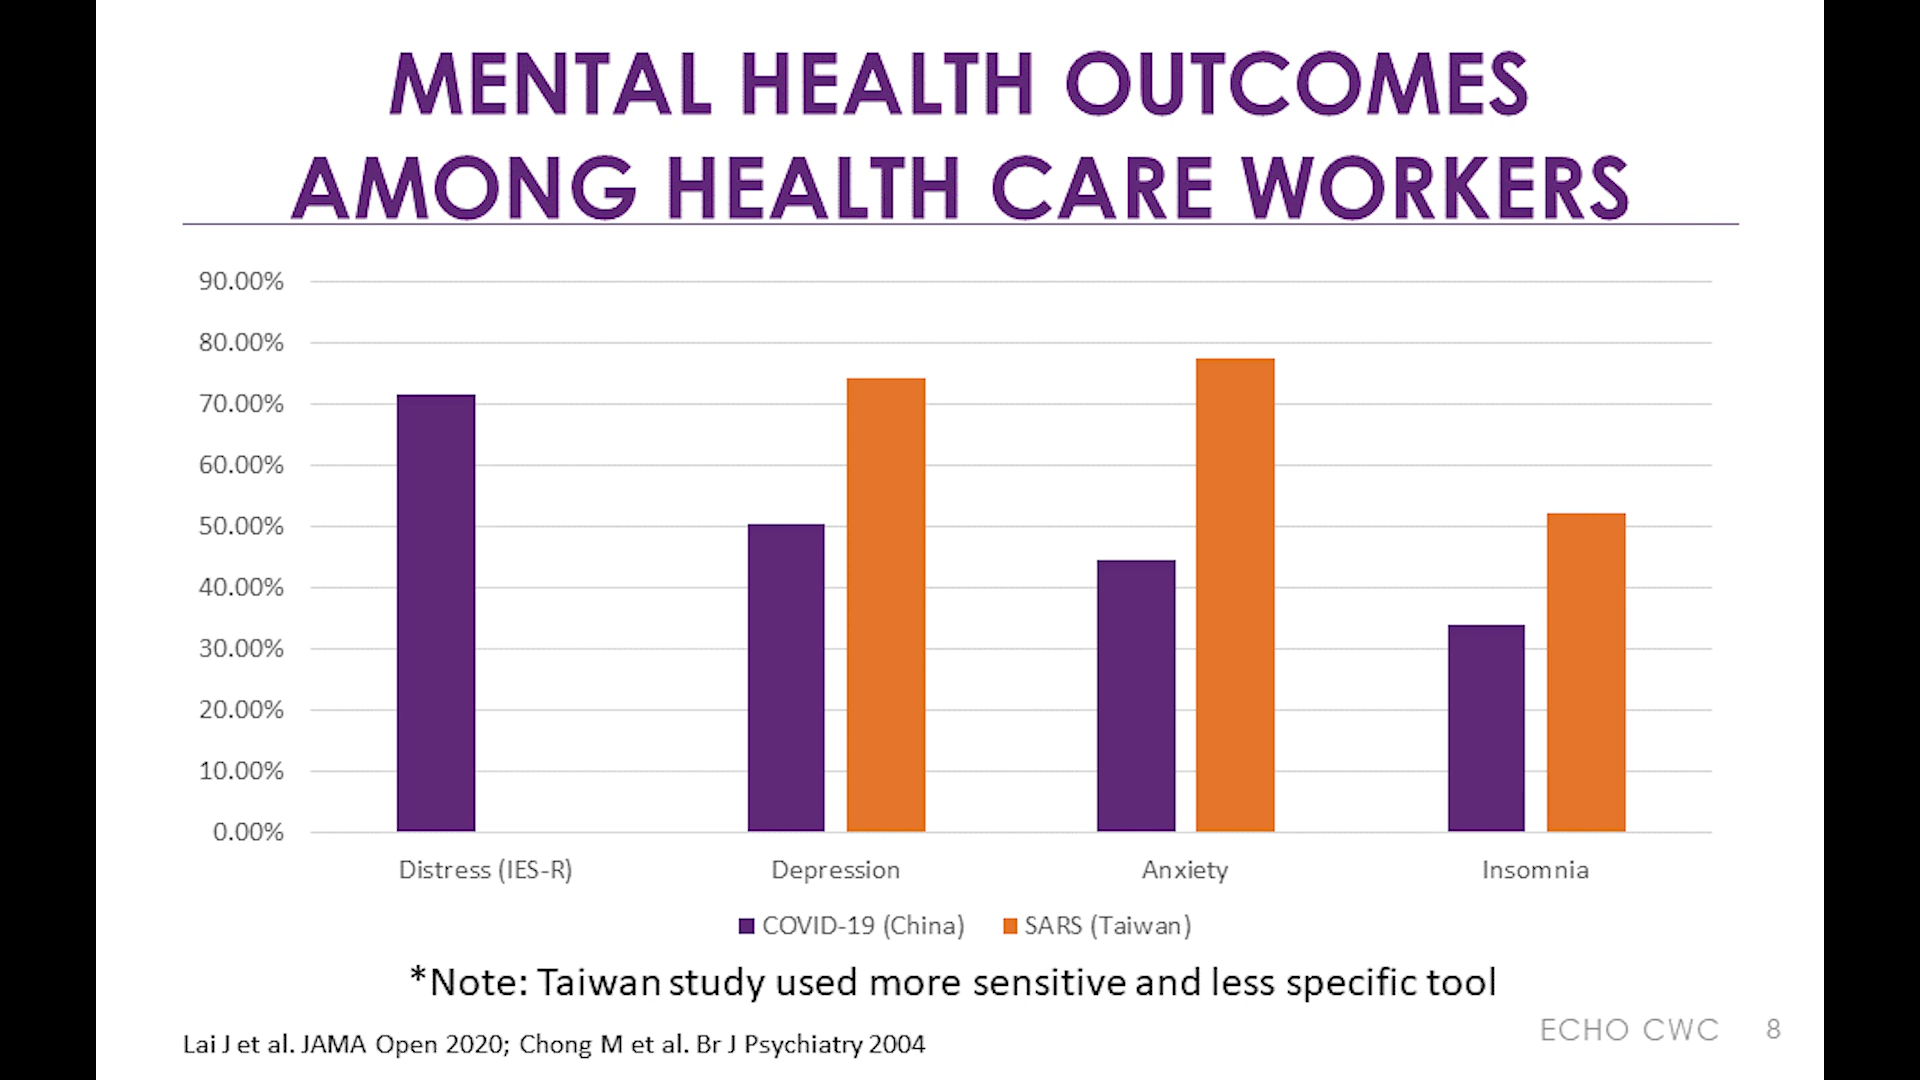 MENTAL HEALTH OUTCOMES
AMONG HEALTH CARE WORKERS
90.00%
80.00%
70.00%
60.00%
50.00%
40.00%
30.00%
20.00%
10.00%
0.00%
Distress (IES-R) Depression Anxiety Insomnia
COVID-19 (China) SARS (Taiwan)
*Note: Taiwan study used more sensitive and less specific tool
Lai J et al. JAMA Open 2020; Chong M et al. Br J Psychiatry 2004
ECHO CWC 8